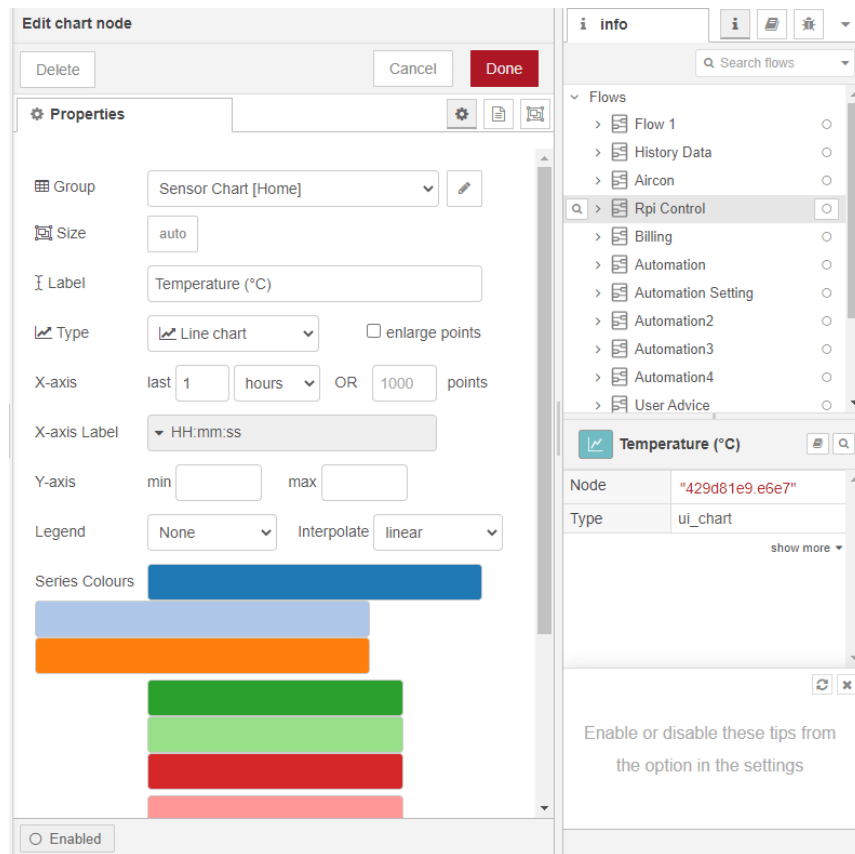 Edit chart node
Delete
Cancel
Done
Properties
Group
Sensor Chart [Home]
Size
auto
Label
Temperature (°C)
Type
Line chart
enlarge points
X-axis
last 1 hours OR 1000 points
X-axis Label
HH:mm:ss
Y-axis
min
max
Legend
None
Interpolate
linear
Series Colours
Enabled
i info
i
Search flows
Flows
Flow 1
History Data
Aircon
Rpi Control
Billing
Automation
Automation Setting
Automation2
Automation3
Automation4
User Advice
Temperature (°C)
Node "429d81e9.e6e7"
Type ui_chart
show more
Enable or disable these tips from
the option in the settings